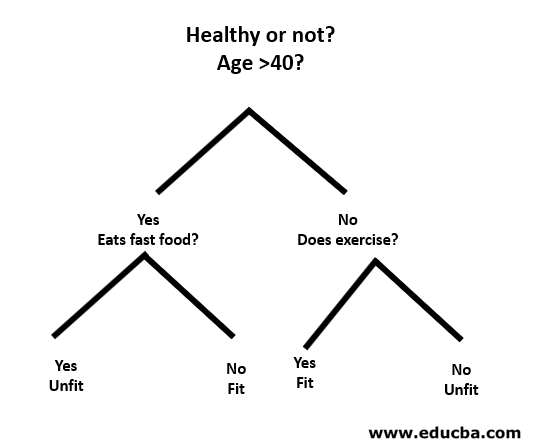 Healthy or not?
Age >40?
Yes
Eats fast food?
No
Does exercise?
Yes
Unfit
No
Fit
Yes
Fit
No
Unfit
www.educba.com